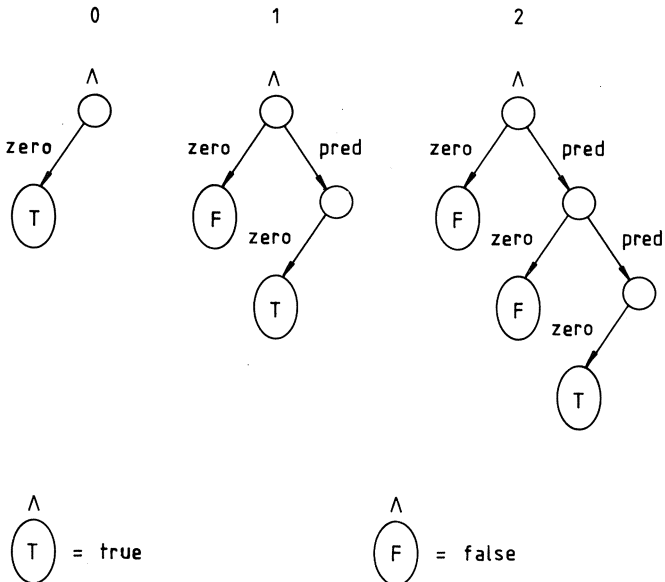 0 1 2
Λ Λ Λ
zero zero pred zero pred
T F zero F zero pred
T F zero
T
Λ Λ
T = true F = false